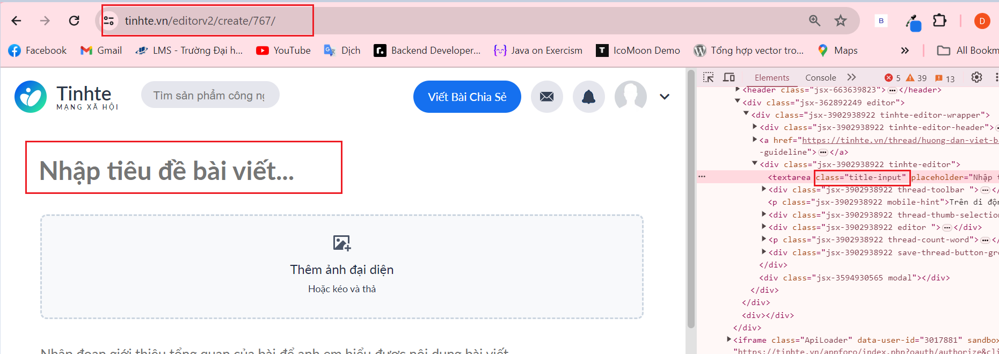 tinhte.vn/editorv2/create/767/
B
D
Facebook
Gmail
LMS - Trường Đại h...
YouTube
Dịch
Backend Developer...
Java on Exercism
IcoMoon Demo
Tổng hợp vector tro...
Maps
All Bookm
Tinhte
MẠNG XÃ HỘI
Tìm sản phẩm công
Viết Bài Chia Sẻ
Nhập tiêu đề bài viết...
Thêm ảnh đại diện
Hoặc kéo và thả
Nhập đoạn giới thiệu tổng quan của bài để anh em hiểu được nội dung bài viết
Elements
Console
5
39
13
<header class="jsx-663639823">…</header>
<div class="jsx-362892249 editor">
<div class="jsx-3902938922 tinhte-editor-wrapper">
<div class="jsx-3902938922 tinhte-editor-header">
<a href="https://tinhte.vn/thread/huong-dan-viet-ba
-guideline">…</a>
<div class="jsx-3902938922 tinhte-editor">
<textarea class="title-input" placeholder="Nhập t
<div class="jsx-3902938922 thread-toolbar ">…</
<p class="jsx-3902938922 mobile-hint">Trên di độn
<div class="jsx-3902938922 thread-thumb-selection
<div class="jsx-3902938922 editor ">…</div>
<p class="jsx-3902938922 thread-count-word">…</
<div class="jsx-3902938922 save-thread-button-gr
</div>
<div class="jsx-3594930565 modal"></div>
</div>
</div>
<div></div>
</div>
<iframe class="ApiLoader" data-user-id="3017881" sandbox
"https://tinhte.vn/appforo/index.php?oauth/authorize&cli